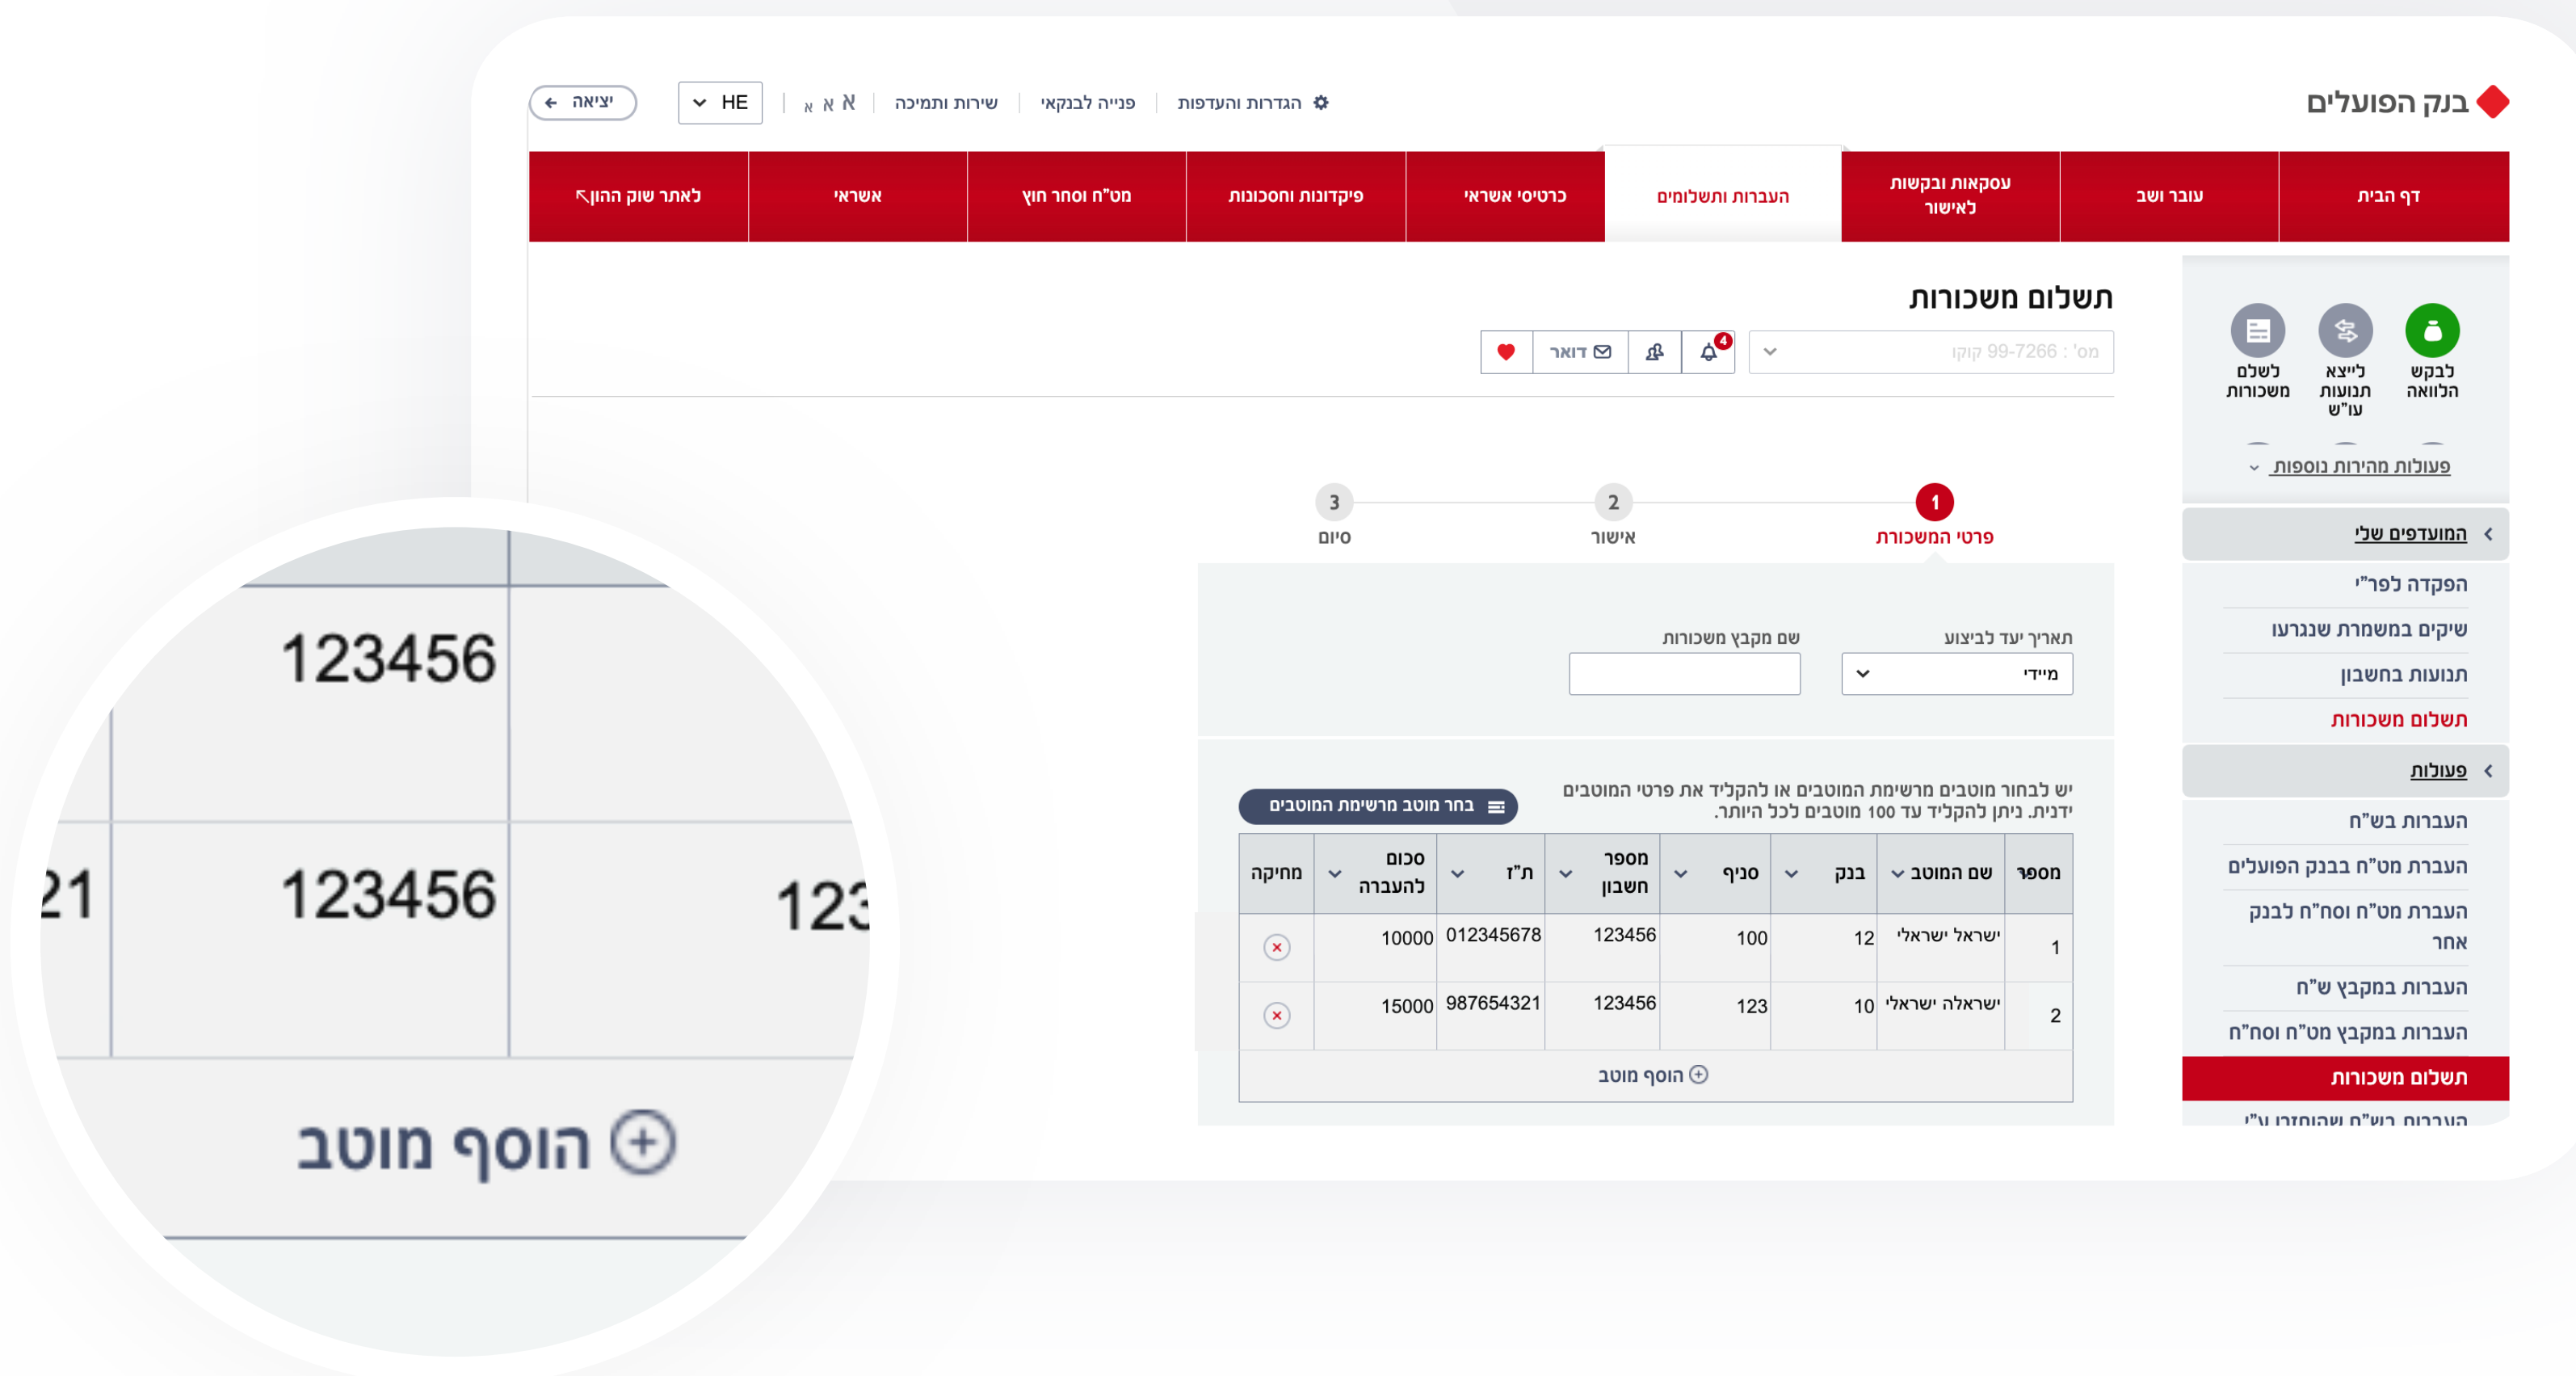 בנק הפועלים
הגדרות והעדפות
פנייה לבנקאי
שירות ותמיכה
א א א
HE
יציאה
דף הבית
עובר ושב
עסקאות ובקשות
לאישור
העברות ותשלומים
כרטיסי אשראי
פיקדונות וחסכונות
מט"ח וסחר חוץ
אשראי
לאתר שוק ההון
תשלום משכורות
מס' : 99-7266 קוקו
4
דואר
לבקש
הלוואה
לייצא
תנועות
עו"ש
לשלם
משכורות
פעולות מהירות נוספות
המועדפים שלי
הפקדה לפר"י
שיקים במשמרת שנגרעו
תנועות בחשבון
תשלום משכורות
פעולות
העברות בש"ח
העברת מט"ח בבנק הפועלים
העברת מט"ח וסח"ח לבנק
אחר
העברות במקבץ ש"ח
העברות במקבץ מט"ח וסח"ח
תשלום משכורות
העברות בש"ח שהוחזרו ע"י
1 2 3
פרטי המשכורת אישור סיום
תאריך יעד לביצוע
מיידי
שם מקבץ משכורות
יש לבחור מוטבים מרשימת המוטבים או להקליד את פרטי המוטבים
ידנית. ניתן להקליד עד 100 מוטבים לכל היותר.
בחר מוטב מרשימת המוטבים
מספר שם המוטב בנק סניף מספר חשבון ת"ז סכום להעברה מחיקה
1 ישראל ישראלי 12 100 123456 012345678 10000
2 ישראלה ישראלי 10 123 123456 987654321 15000
הוסף מוטב
123456
123 123456 21
הוסף מוטב